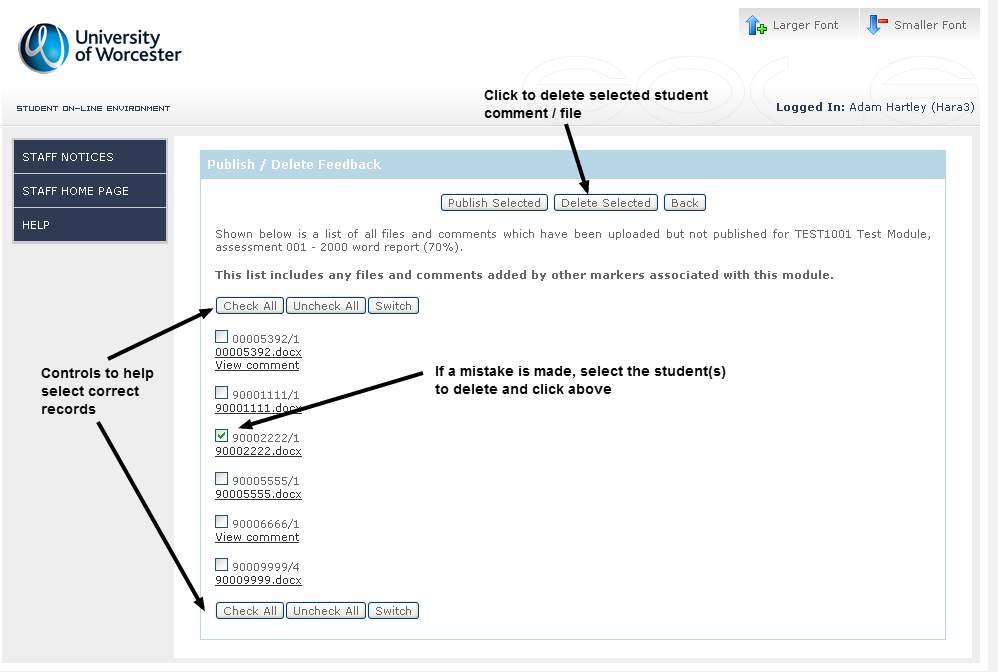 University
of Worcester
Larger Font
Smaller Font
STUDENT ON-LINE ENVIRONMENT
Click to delete selected student
comment / file
Logged In: Adam Hartley (Hara3)
STAFF NOTICES
STAFF HOME PAGE
HELP
Publish / Delete Feedback
Publish Selected
Delete Selected
Back
Shown below is a list of all files and comments which have been uploaded but not published for TEST1001 Test Module,
assessment 001 - 2000 word report (70%).
This list includes any files and comments added by other markers associated with this module.
Check All
Uncheck All
Switch
00005392/1
00005392.docx
View comment
Controls to help
select correct
records
If a mistake is made, select the student(s)
to delete and click above
90001111/1
90001111.docx
90002222/1
90002222.docx
90005555/1
90005555.docx
90006666/1
View comment
90009999/4
90009999.docx
Check All
Uncheck All
Switch